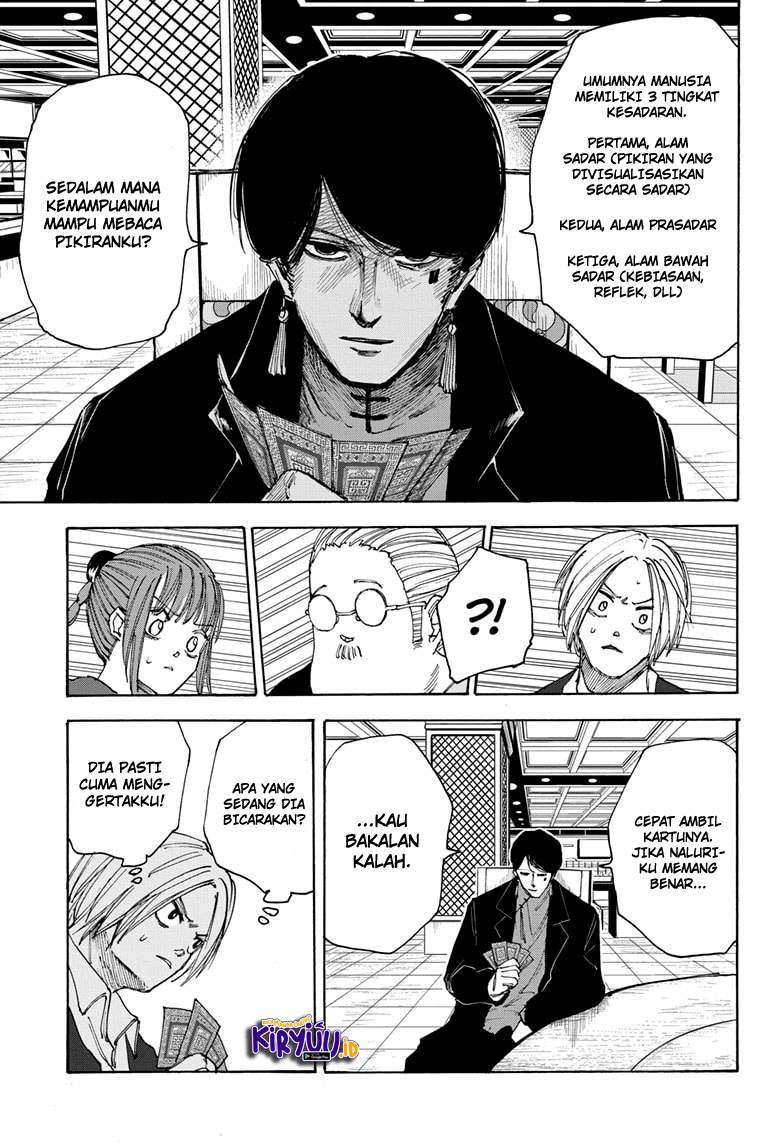 UMUMNYA MANUSIA
MEMILIKI 3 TINGKAT
KESADARAN.
PERTAMA, ALAM
SADAR (PIKIRAN YANG
DIVISUALISASIKAN
SECARA SADAR)
KEDUA, ALAM PRASADAR
KETIGA, ALAM BAWAH
SADAR (KEBIASAAN,
REFLEK, DLL)
SEDALAM MANA
KEMAMPUANMU
MAMPU MEBACA
PIKIRANKU?
?!
CEPAT AMBIL
KARTUNYA.
JIKA NALURI-
KU MEMANG
BENAR...
...KAU
BAKALAN
KALAH.
APA YANG
SEDANG DIA
BICARAKAN?
DIA PASTI
CUMA MENG-
GERTAKKU!
KIRYUU.ID